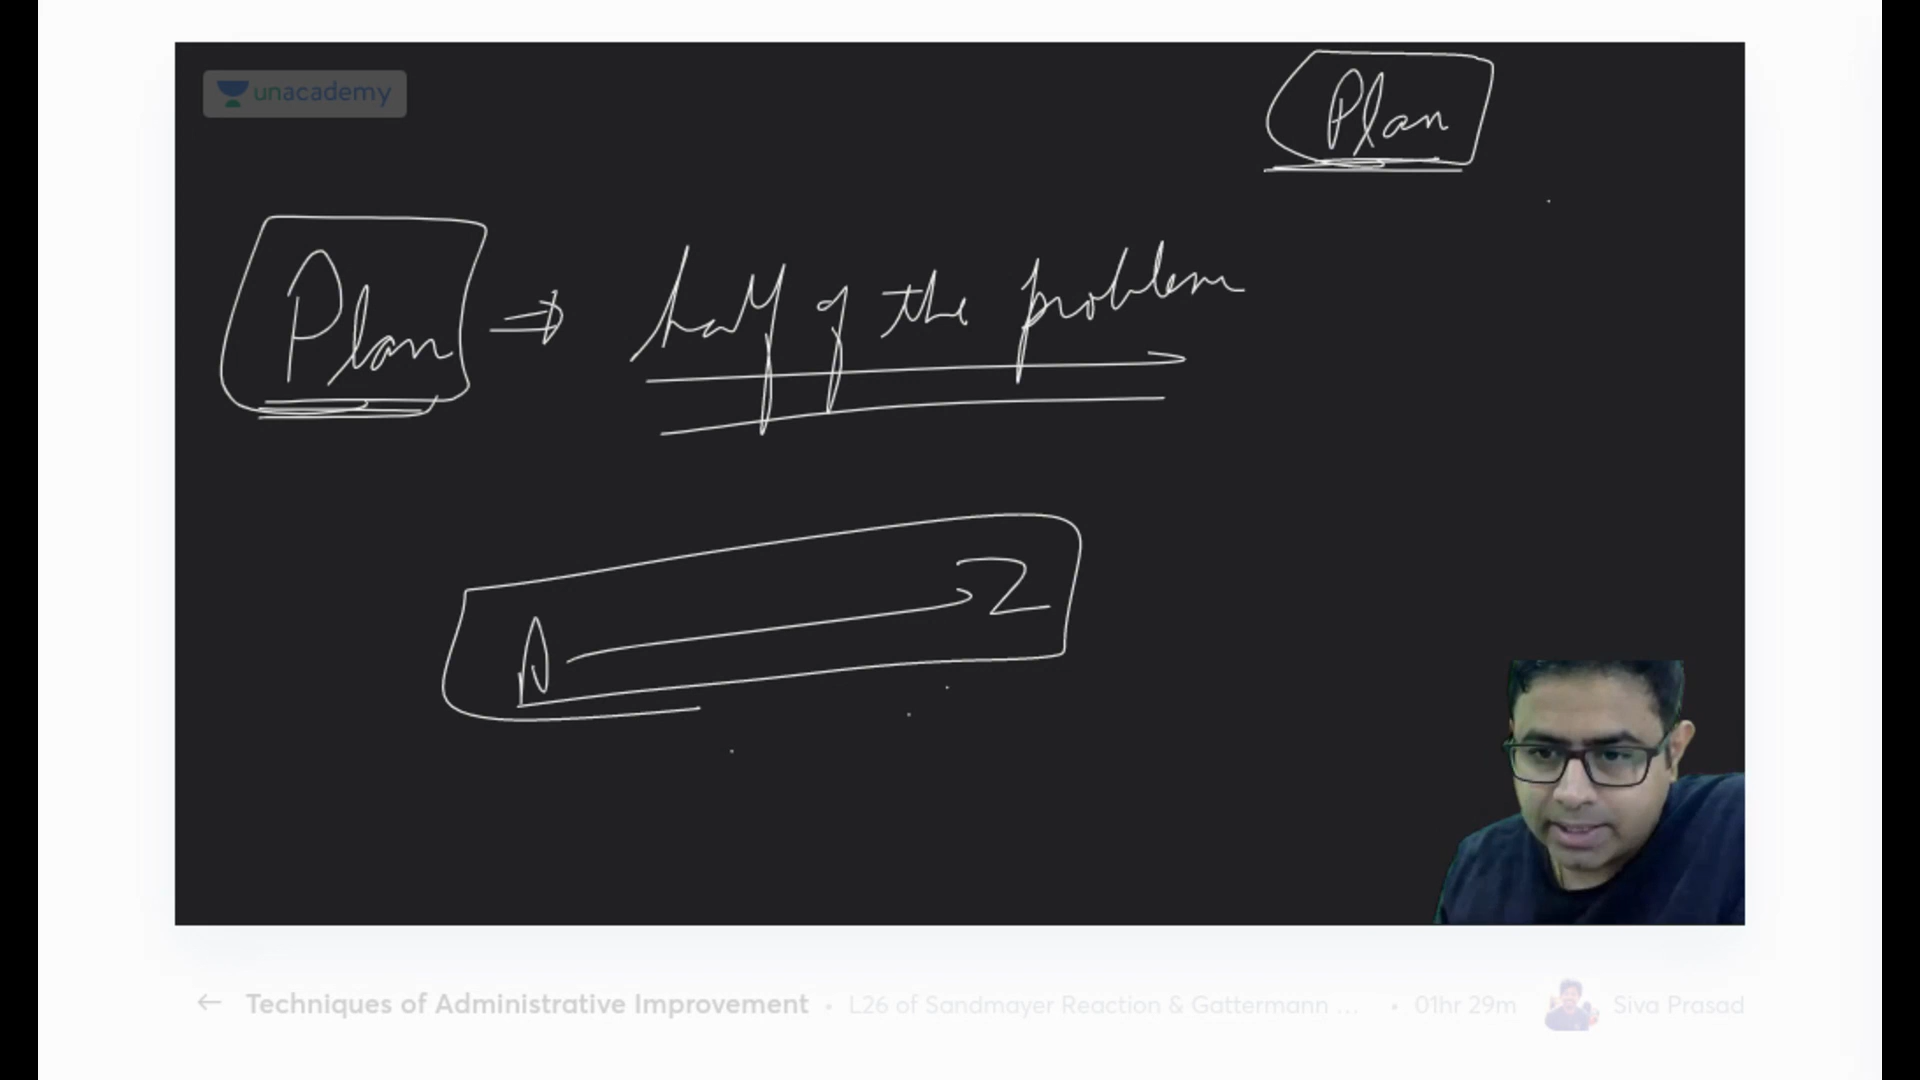 unacademy
Plan
Plan ⇒ half of the problem
A → Z
← Techniques of Administrative Improvement • L26 of Sandmayer Reaction & Gattermann ... • 01hr 29m Siva Prasad